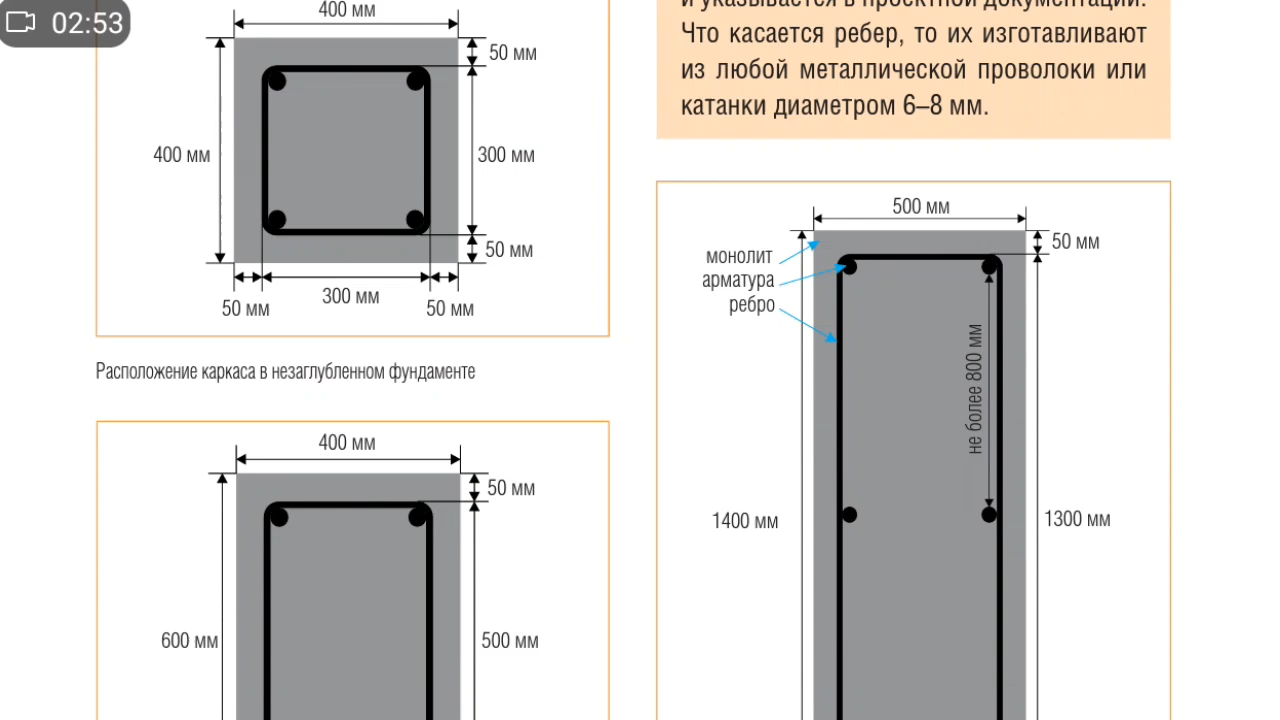 02:53
400 мм
50 мм
400 мм
300 мм
50 мм
50 мм
300 мм
50 мм
Расположение каркаса в незаглубленном фундаменте
400 мм
50 мм
600 мм
500 мм
и указывается в проектной документации.
Что касается ребер, то их изготавливают
из любой металлической проволоки или
катанки диаметром 6–8 мм.
500 мм
50 мм
монолит
арматура
ребро
не более 800 мм
1400 мм
1300 мм